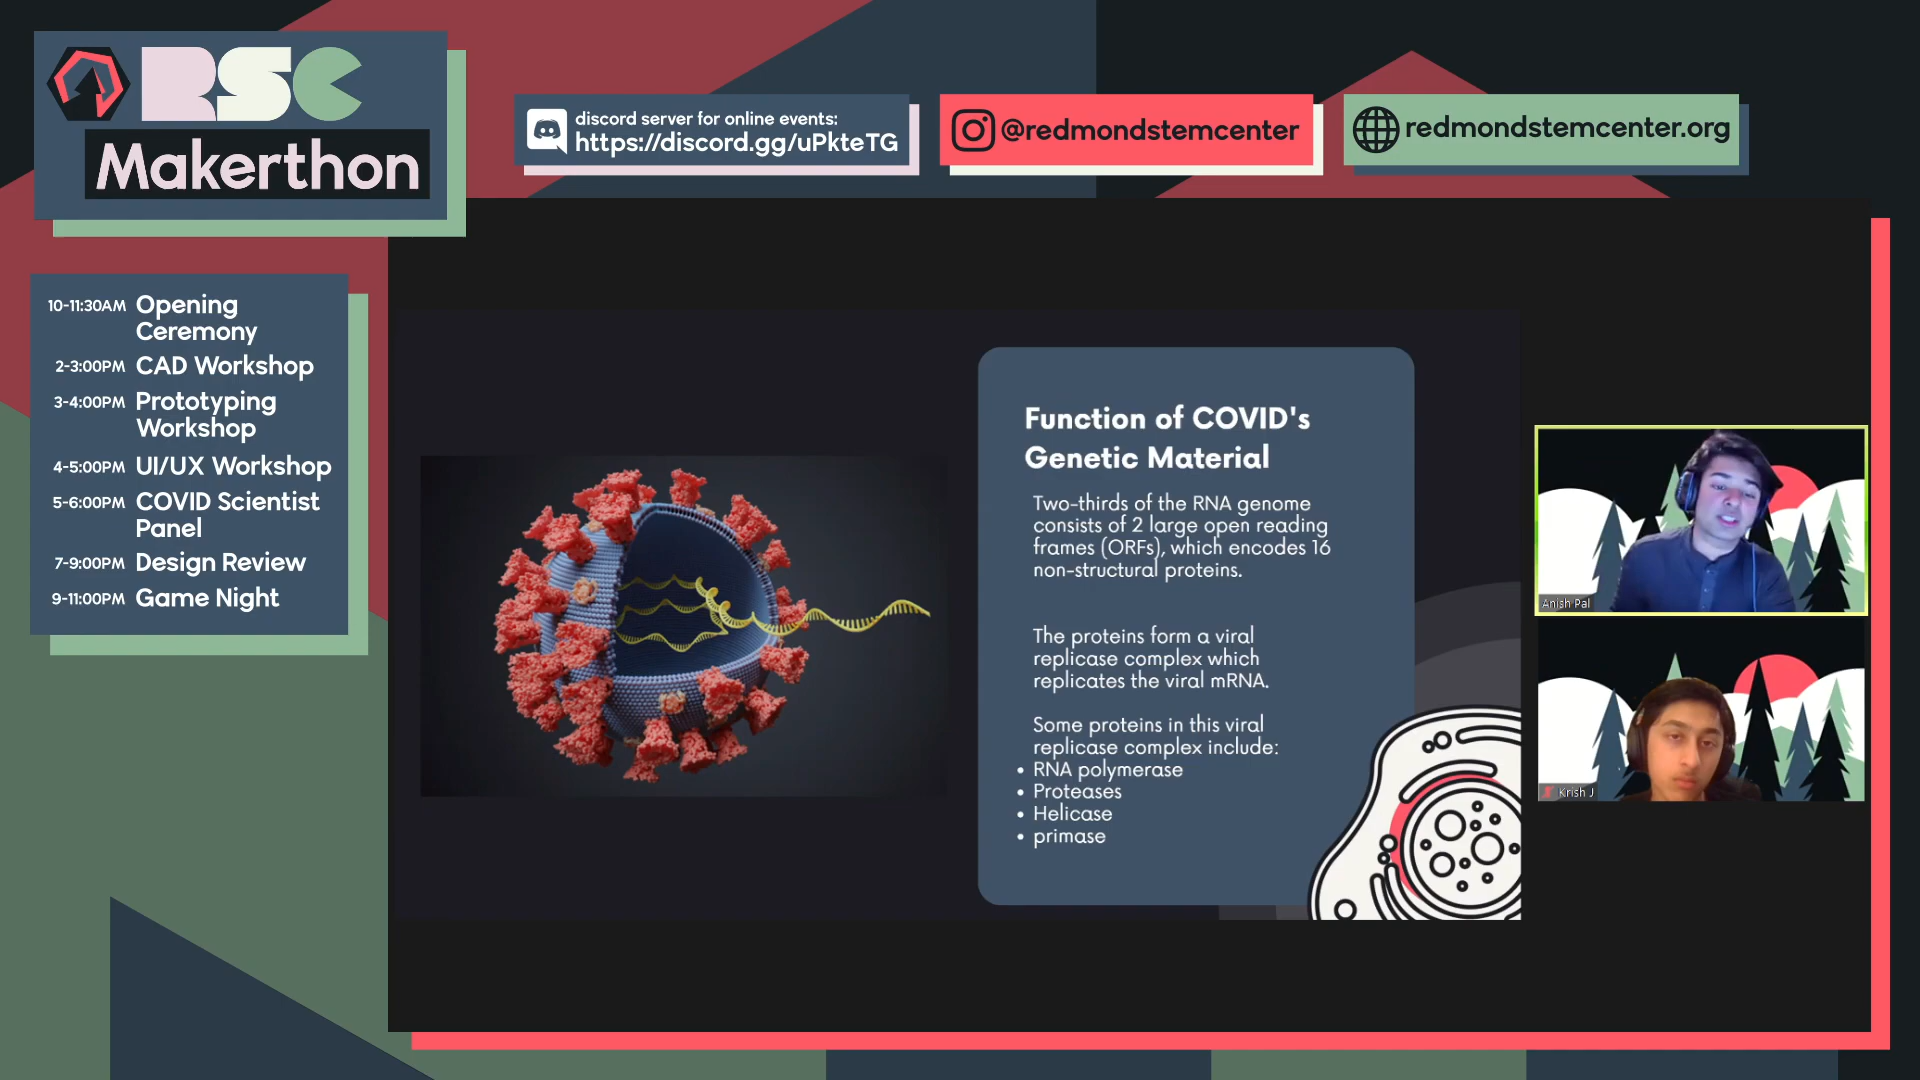 RSC
Makerthon
discord server for online events:
https://discord.gg/uPkteTG
@redmondstemcenter
redmondstemcenter.org
10-11:30AM Opening
Ceremony
2-3:00PM CAD Workshop
3-4:00PM Prototyping
Workshop
4-5:00PM UI/UX Workshop
5-6:00PM COVID Scientist
Panel
7-9:00PM Design Review
9-11:00PM Game Night
Function of COVID's
Genetic Material
Two-thirds of the RNA genome
consists of 2 large open reading
frames (ORFs), which encodes 16
non-structural proteins.
The proteins form a viral
replicase complex which
replicates the viral mRNA.
Some proteins in this viral
replicase complex include:
• RNA polymerase
• Proteases
• Helicase
• primase
Anish Pal
Krish J